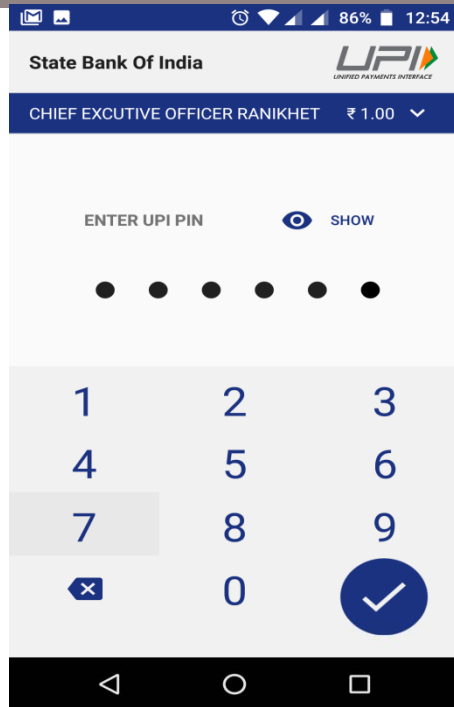 86% 12:54
State Bank Of India
UPI
UNIFIED PAYMENTS INTERFACE
CHIEF EXCUTIVE OFFICER RANIKHET ₹ 1.00
ENTER UPI PIN SHOW
1 2 3
4 5 6
7 8 9
0